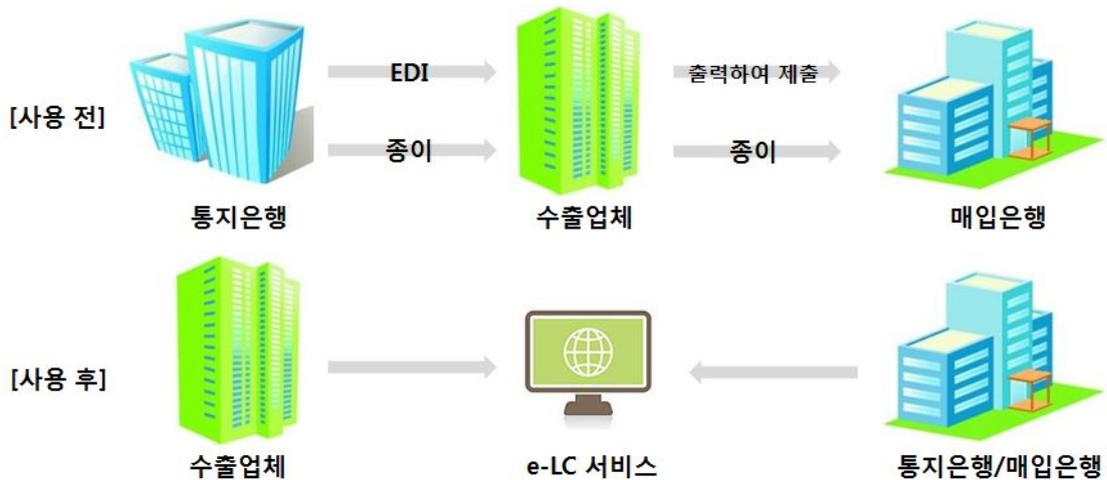 [사용 전]
EDI
출력하여 제출
종이
종이
통지은행
수출업체
매입은행
[사용 후]
수출업체
e-LC 서비스
통지은행/매입은행